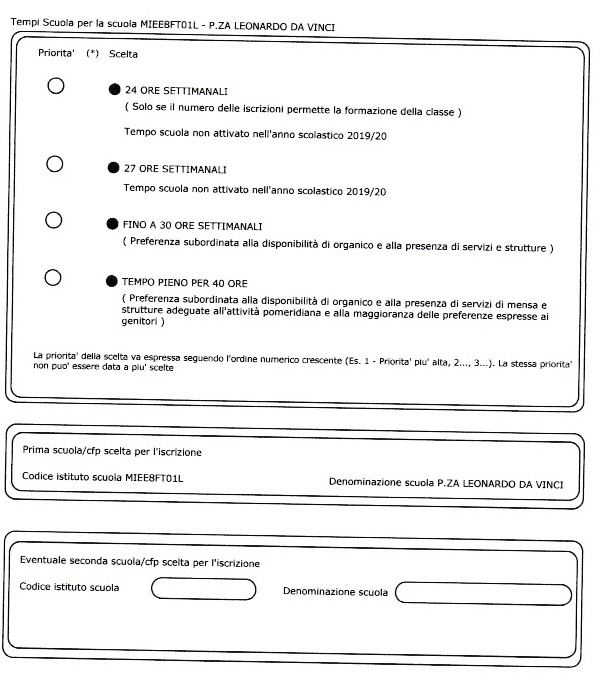 Tempi Scuola per la scuola MIEE8FT01L - P.ZA LEONARDO DA VINCI
Priorita' (*) Scelta
24 ORE SETTIMANALI
( Solo se il numero delle iscrizioni permette la formazione della classe )
Tempo scuola non attivato nell'anno scolastico 2019/20
27 ORE SETTIMANALI
Tempo scuola non attivato nell'anno scolastico 2019/20
FINO A 30 ORE SETTIMANALI
( Preferenza subordinata alla disponibilità di organico e alla presenza di servizi e strutture )
TEMPO PIENO PER 40 ORE
( Preferenza subordinata alla disponibilità di organico e alla presenza di servizi di mensa e
strutture adeguate all'attività pomeridiana e alla maggioranza delle preferenze espresse ai
genitori )
La priorita' della scelta va espressa seguendo l'ordine numerico crescente (Es. 1 - Priorita' piu' alta, 2..., 3...). La stessa priorita'
non puo' essere data a piu' scelte
Prima scuola/cfp scelta per l'iscrizione
Codice istituto scuola MIEE8FT01L Denominazione scuola P.ZA LEONARDO DA VINCI
Eventuale seconda scuola/cfp scelta per l'iscrizione
Codice istituto scuola Denominazione scuola